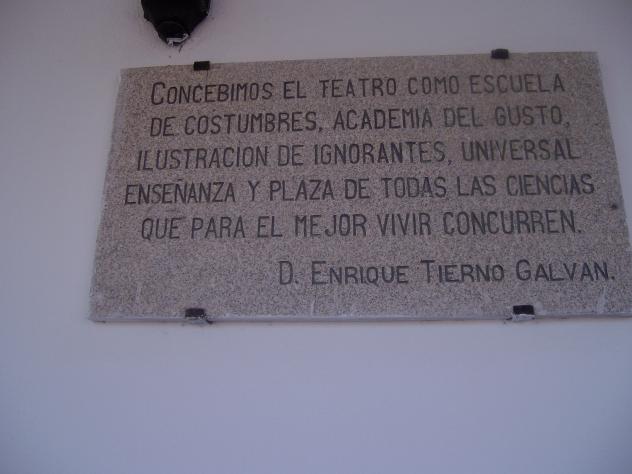 CONCEBIMOS EL TEATRO COMO ESCUELA
DE COSTUMBRES, ACADEMIA DEL GUSTO,
ILUSTRACION DE IGNORANTES, UNIVERSAL
ENSEÑANZA Y PLAZA DE TODAS LAS CIENCIAS
QUE PARA EL MEJOR VIVIR CONCURREN.
D. ENRIQUE TIERNO GALVAN.